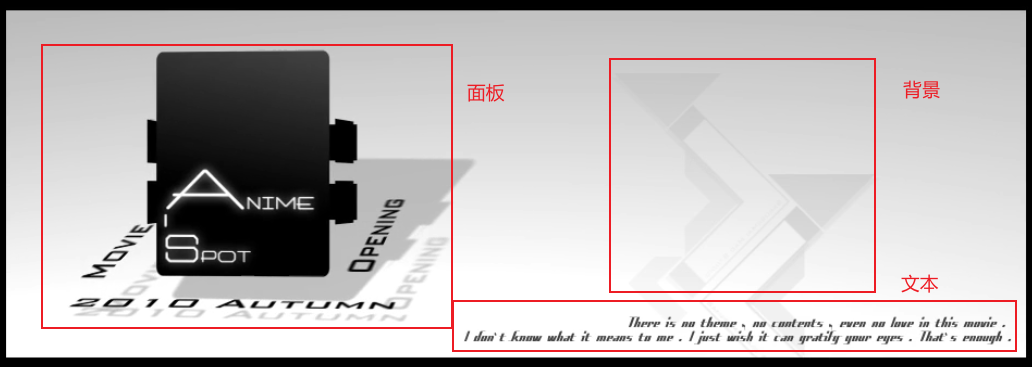 面板
背景
ANIME
SPOT
MOVIE
OPENING
2010 AUTUMN
文本
There is no theme 、no contents 、even no love in this movie .
I don't know what it means to me . I just wish it can gratify your eyes . That's enough .